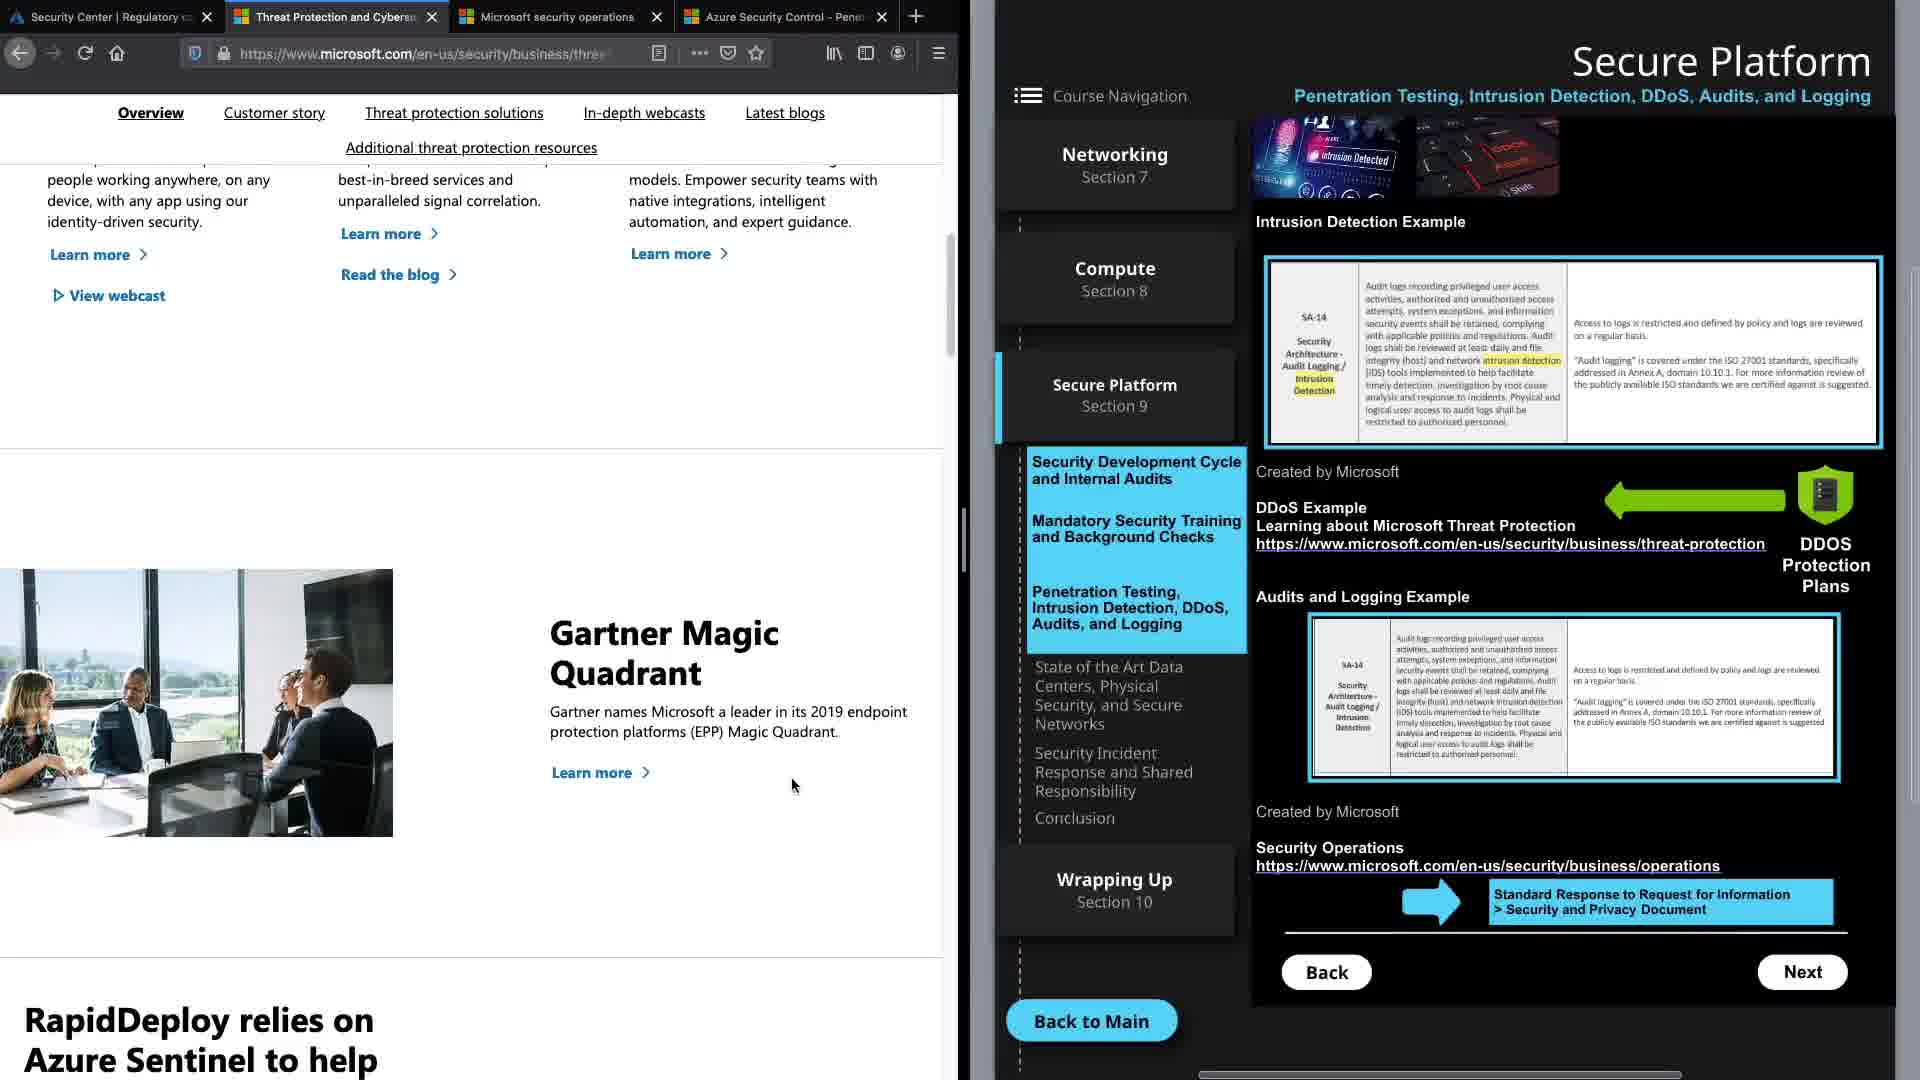 Security Center | Regulatory c
Threat Protection and Cyberse
Microsoft security operations
Azure Security Control - Penet
https://www.microsoft.com/en-us/security/business/thre
Overview
Customer story
Threat protection solutions
In-depth webcasts
Latest blogs
Additional threat protection resources
people working anywhere, on any
device, with any app using our
identity-driven security.
Learn more
View webcast
best-in-breed services and
unparalleled signal correlation.
Learn more
Read the blog
models. Empower security teams with
native integrations, intelligent
automation, and expert guidance.
Learn more
Gartner Magic
Quadrant
Gartner names Microsoft a leader in its 2019 endpoint
protection platforms (EPP) Magic Quadrant.
Learn more
RapidDeploy relies on
Azure Sentinel to help
Secure Platform
Penetration Testing, Intrusion Detection, DDoS, Audits, and Logging
Course Navigation
Networking
Section 7
Compute
Section 8
Secure Platform
Section 9
Security Development Cycle
and Internal Audits
Mandatory Security Training
and Background Checks
Penetration Testing,
Intrusion Detection, DDoS,
Audits, and Logging
State of the Art Data
Centers, Physical
Security, and Secure
Networks
Security Incident
Response and Shared
Responsibility
Conclusion
Wrapping Up
Section 10
Back to Main
Intrusion Detected
Shift
Intrusion Detection Example
SA-14
Security
Architecture -
Audit Logging /
Intrusion
Detection
Audit logs recording privileged user access
activities, authorized and unauthorized access
attempts, system exceptions, and information
security events shall be retained, complying
with applicable policies and regulations. Audit
logs shall be reviewed at least daily and file
integrity (host) and network intrusion detection
(IDS) tools implemented to help facilitate
timely detection, investigation by root cause
analysis and response to incidents. Physical and
logical user access to audit logs shall be
restricted to authorized personnel.
Access to logs is restricted and defined by policy and logs are reviewed
on a regular basis.
"Audit logging" is covered under the ISO 27001 standards, specifically
addressed in Annex A, domain 10.10.1. For more information review of
the publicly available ISO standards we are certified against is suggested.
Created by Microsoft
DDoS Example
Learning about Microsoft Threat Protection
https://www.microsoft.com/en-us/security/business/threat-protection
DDOS
Protection
Plans
Audits and Logging Example
SA-14
Security
Architecture -
Audit Logging /
Intrusion
Detection
Audit logs recording privileged user access
activities, authorized and unauthorized access
attempts, system exceptions, and information
security events shall be retained, complying
with applicable policies and regulations. Audit
logs shall be reviewed at least daily and file
integrity (host) and network intrusion detection
(IDS) tools implemented to help facilitate
timely detection, investigation by root cause
analysis and response to incidents. Physical and
logical user access to audit logs shall be
restricted to authorized personnel.
Access to logs is restricted and defined by policy and logs are reviewed
on a regular basis.
"Audit logging" is covered under the ISO 27001 standards, specifically
addressed in Annex A, domain 10.10.1. For more information review of
the publicly available ISO standards we are certified against is suggested
Created by Microsoft
Security Operations
https://www.microsoft.com/en-us/security/business/operations
Standard Response to Request for Information
> Security and Privacy Document
Back
Next